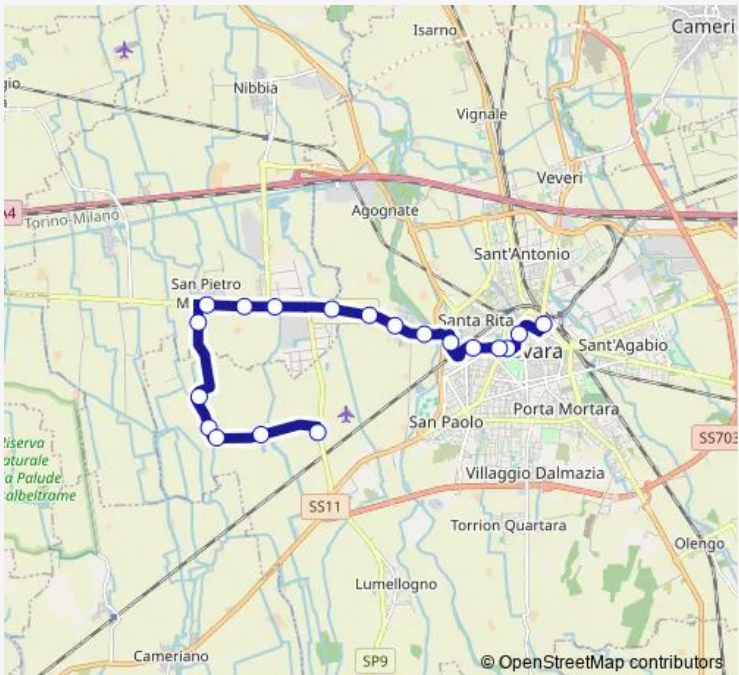 Isarno
Cameri
Nibbia
Vignale
Veveri
A4
Torino-Milano
Agognate
Sant'Antonio
San Pietro
M
Santa Rita
vara
Sant'Agabio
San Paolo
Porta Mortara
SS703
Villaggio Dalmazia
SS11
Torrion Quartara
Olengo
Lumellogno
Cameriano
SP9
© OpenStreetMap contributors